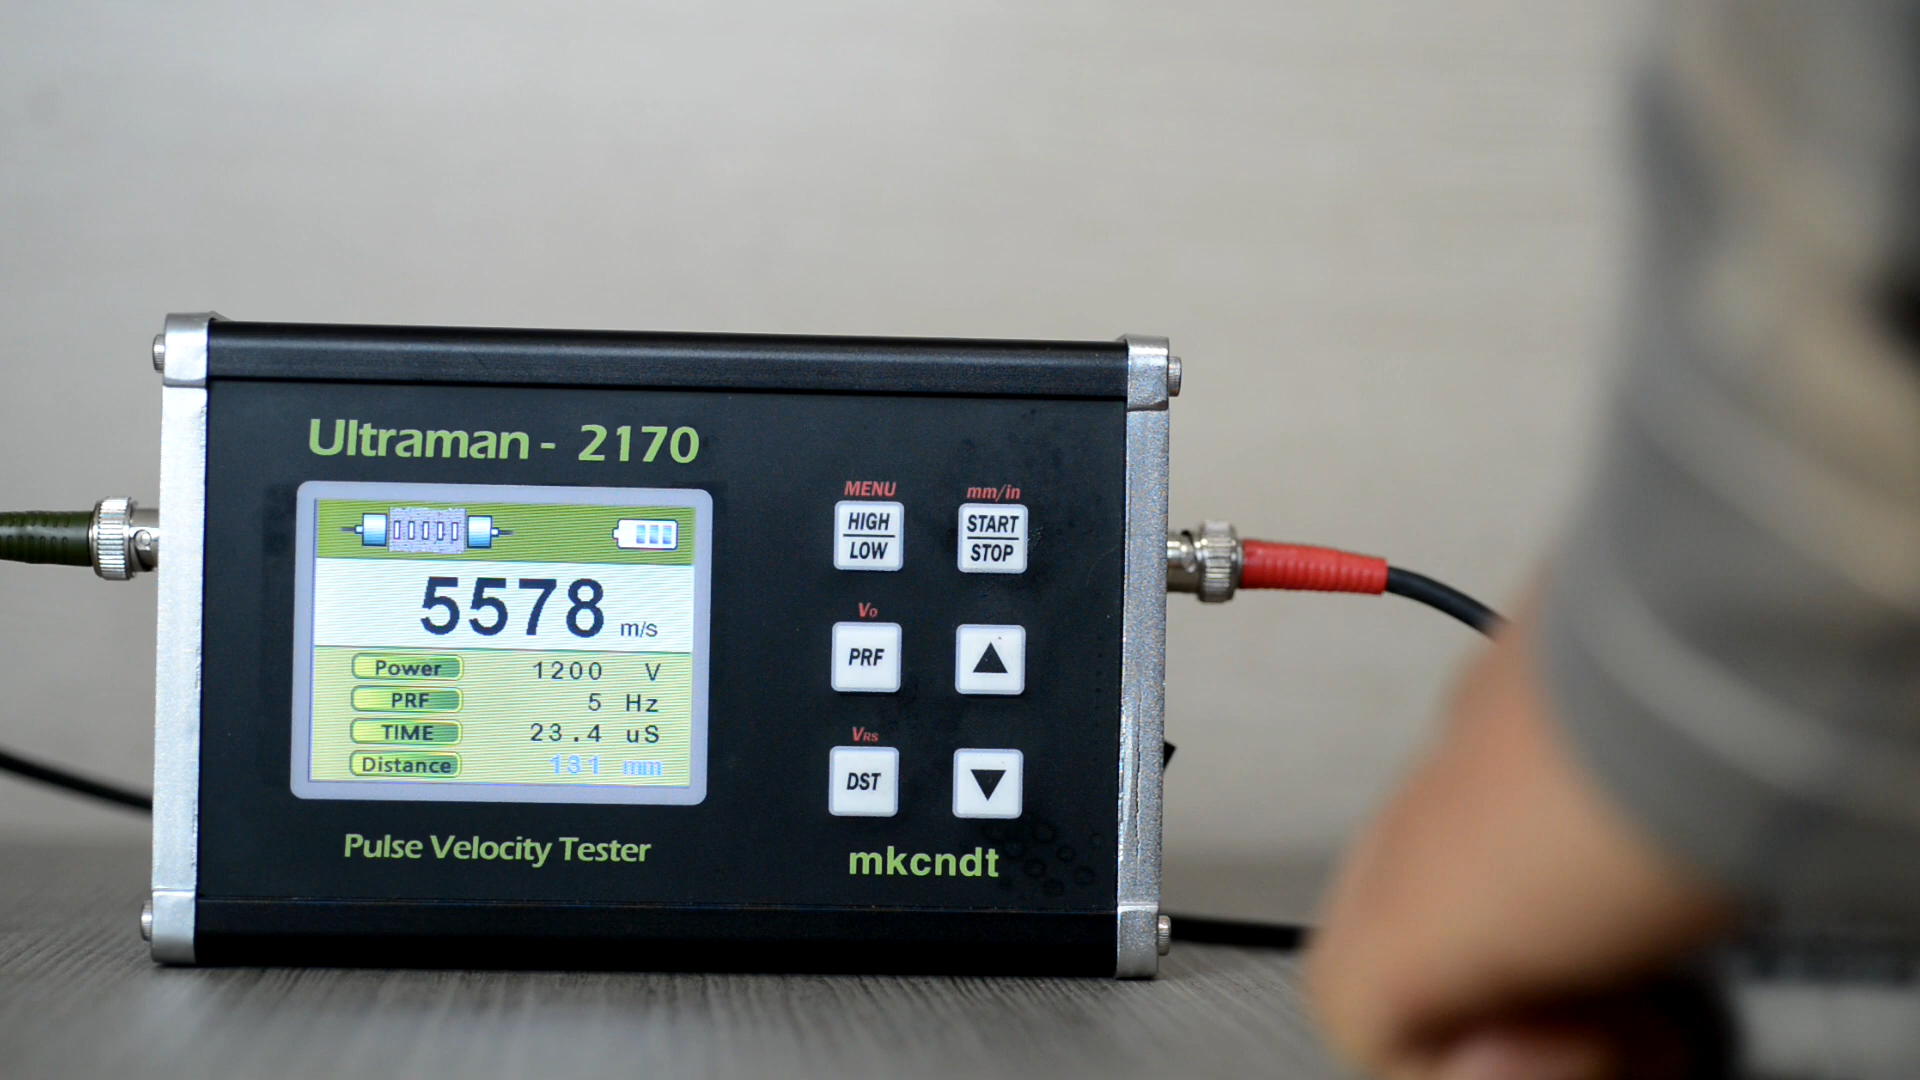 Ultraman - 2170
5578 m/s
Power 1200 V
PRF 5 Hz
TIME 23.4 uS
Distance 131 mm
Pulse Velocity Tester
MENU
HIGH
LOW
mm/in
START
STOP
Vo
PRF
VRS
DST
mkcndt